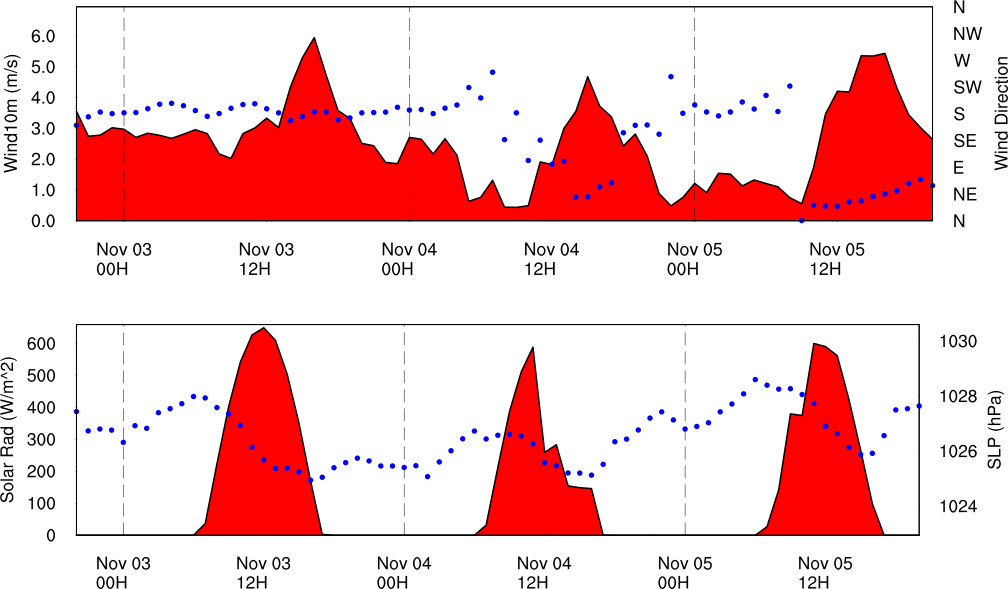 N
6.0
NW
5.0
W
4.0
SW
3.0
S
2.0
SE
1.0
E
0.0
NE
N
Wind10m (m/s)
Wind Direction
Nov 03
00H
Nov 03
12H
Nov 04
00H
Nov 04
12H
Nov 05
00H
Nov 05
12H
600
500
400
300
200
100
0
1030
1028
1026
1024
Solar Rad (W/m^2)
SLP (hPa)
Nov 03
00H
Nov 03
12H
Nov 04
00H
Nov 04
12H
Nov 05
00H
Nov 05
12H